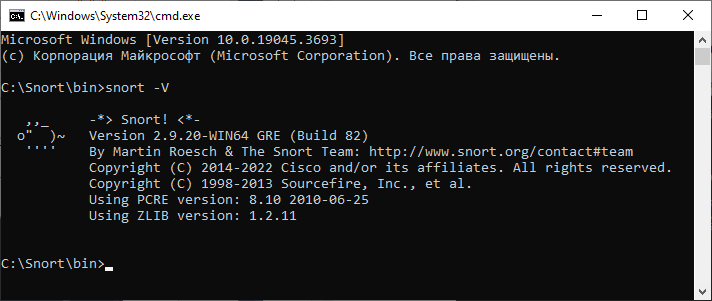 C:\Windows\System32\cmd.exe
Microsoft Windows [Version 10.0.19045.3693]
(c) Корпорация Майкрософт (Microsoft Corporation). Все права защищены.
C:\Snort\bin>snort -V
   ,,_     -*> Snort! <*-
  o"  )~   Version 2.9.20-WIN64 GRE (Build 82)
   ''''    By Martin Roesch & The Snort Team: http://www.snort.org/contact#team
           Copyright (C) 2014-2022 Cisco and/or its affiliates. All rights reserved.
           Copyright (C) 1998-2013 Sourcefire, Inc., et al.
           Using PCRE version: 8.10 2010-06-25
           Using ZLIB version: 1.2.11
C:\Snort\bin>